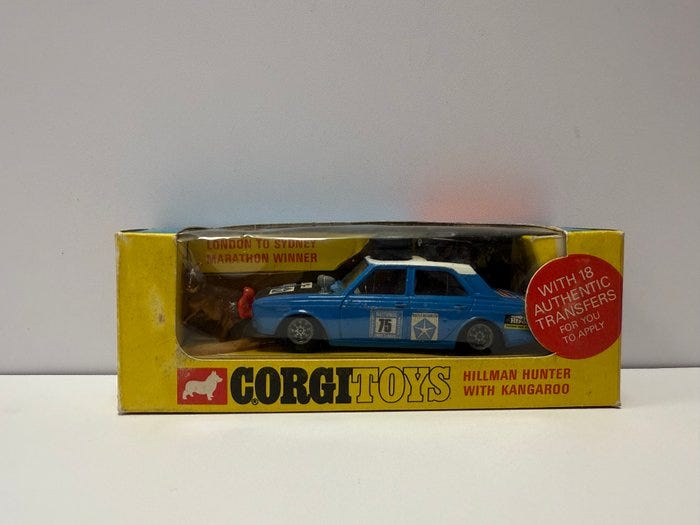 LONDON TO SYDNEY
MARATHON WINNER
WITH 18
AUTHENTIC
TRANSFERS
FOR YOU
TO APPLY
75
CORGI TOYS
HILLMAN HUNTER
WITH KANGAROO